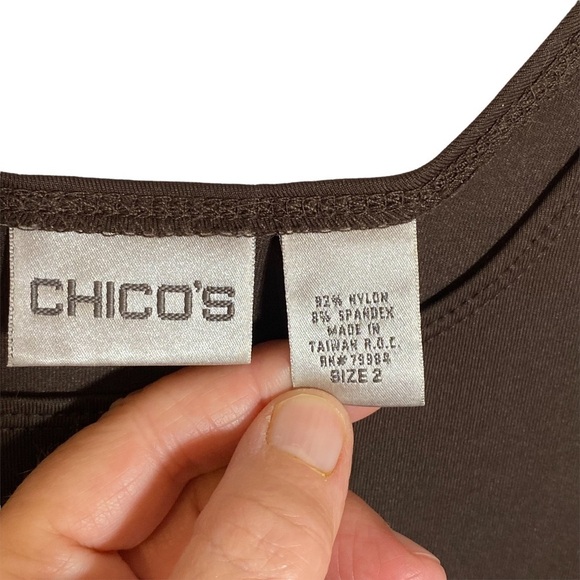 CHICO'S
92% NYLON
8% SPANDEX
MADE IN
TAIWAN R.O.C.
RN# 79984
SIZE 2